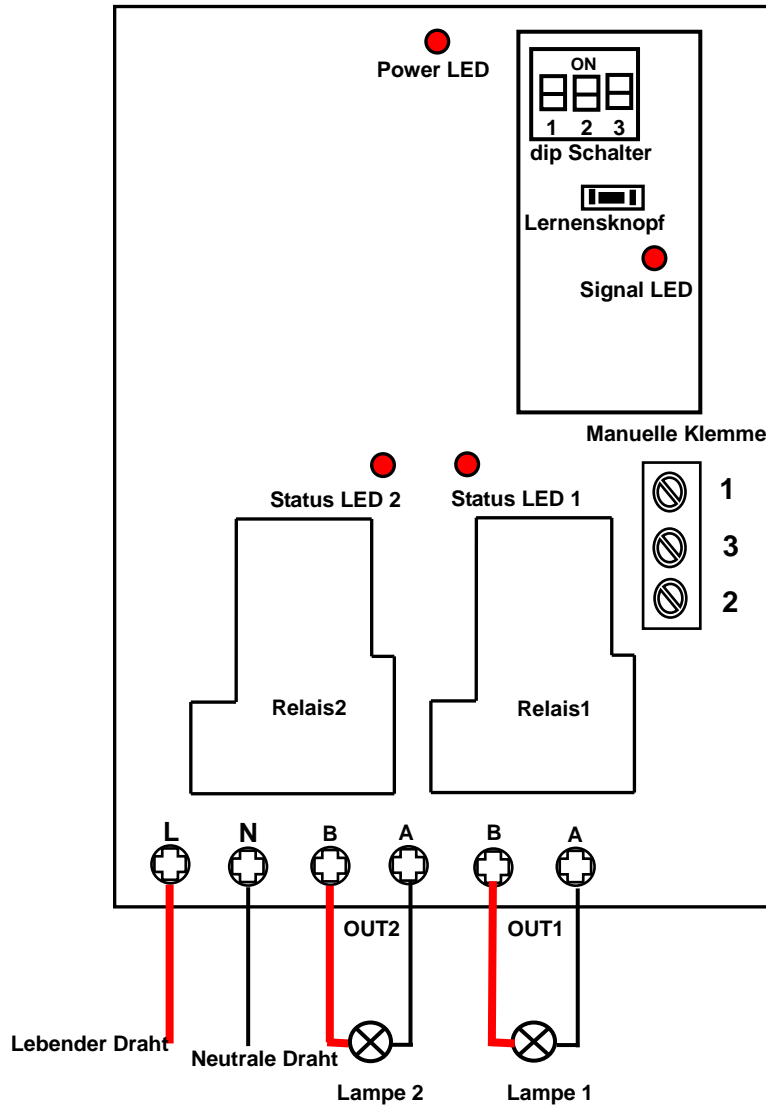 Power LED
ON
1 2 3
dip Schalter
Lernensknopf
Signal LED
Manuelle Klemme
1
3
2
Status LED 2
Status LED 1
Relais2
Relais1
L N B A B A
OUT2
OUT1
Lebender Draht
Neutrale Draht
Lampe 2
Lampe 1